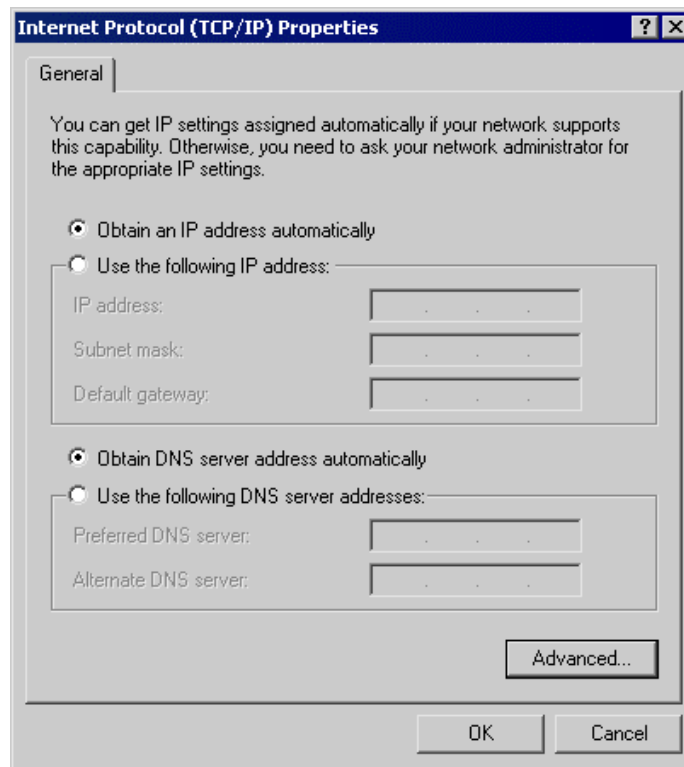 Internet Protocol (TCP/IP) Properties
General
You can get IP settings assigned automatically if your network supports
this capability. Otherwise, you need to ask your network administrator for
the appropriate IP settings.
Obtain an IP address automatically
Use the following IP address:
IP address:
Subnet mask:
Default gateway:
Obtain DNS server address automatically
Use the following DNS server addresses:
Preferred DNS server:
Alternate DNS server:
Advanced...
OK Cancel